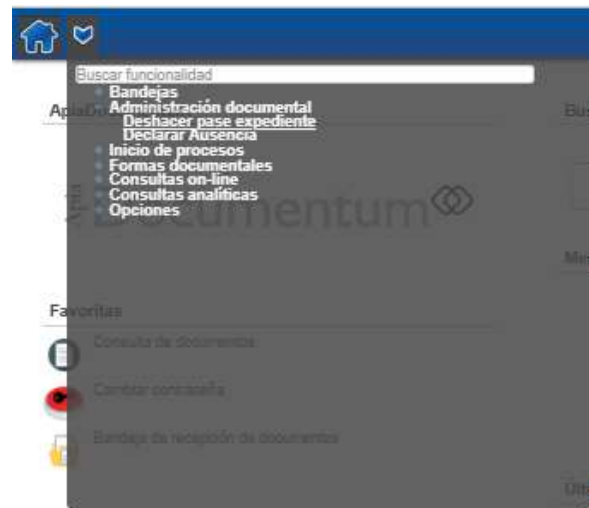 Buscar funcionalidad
Bandejas
Administración documental
Deshacer pase expediente
Declarar Ausencia
Inicio de procesos
Formas documentales
Consultas on-line
Consultas analíticas
Opciones
Apia
Documentum
Favoritas
Consulta de documentos
Cambiar contraseña
Bandeja de recepción de documentos